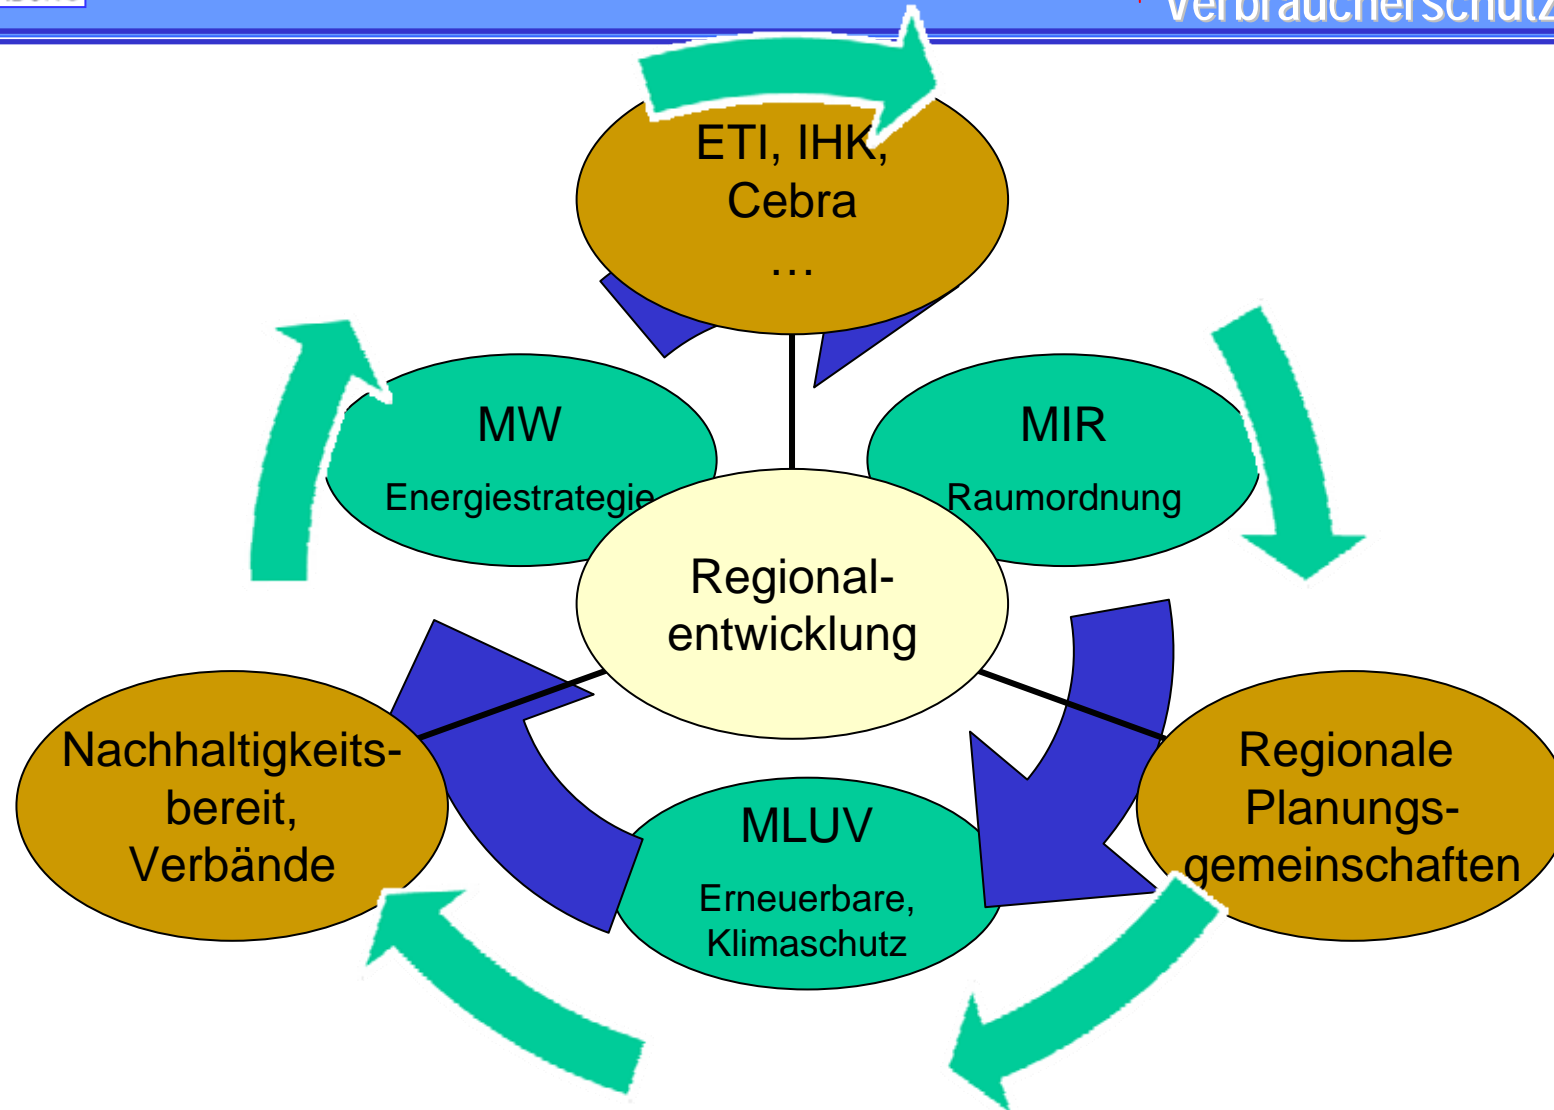 Verbraucherschutz
ETI, IHK,
Cebra
…
MW
Energiestrategie
MIR
Raumordnung
Regional-
entwicklung
Nachhaltigkeits-
bereit,
Verbände
MLUV
Erneuerbare,
Klimaschutz
Regionale
Planungs-
gemeinschaften